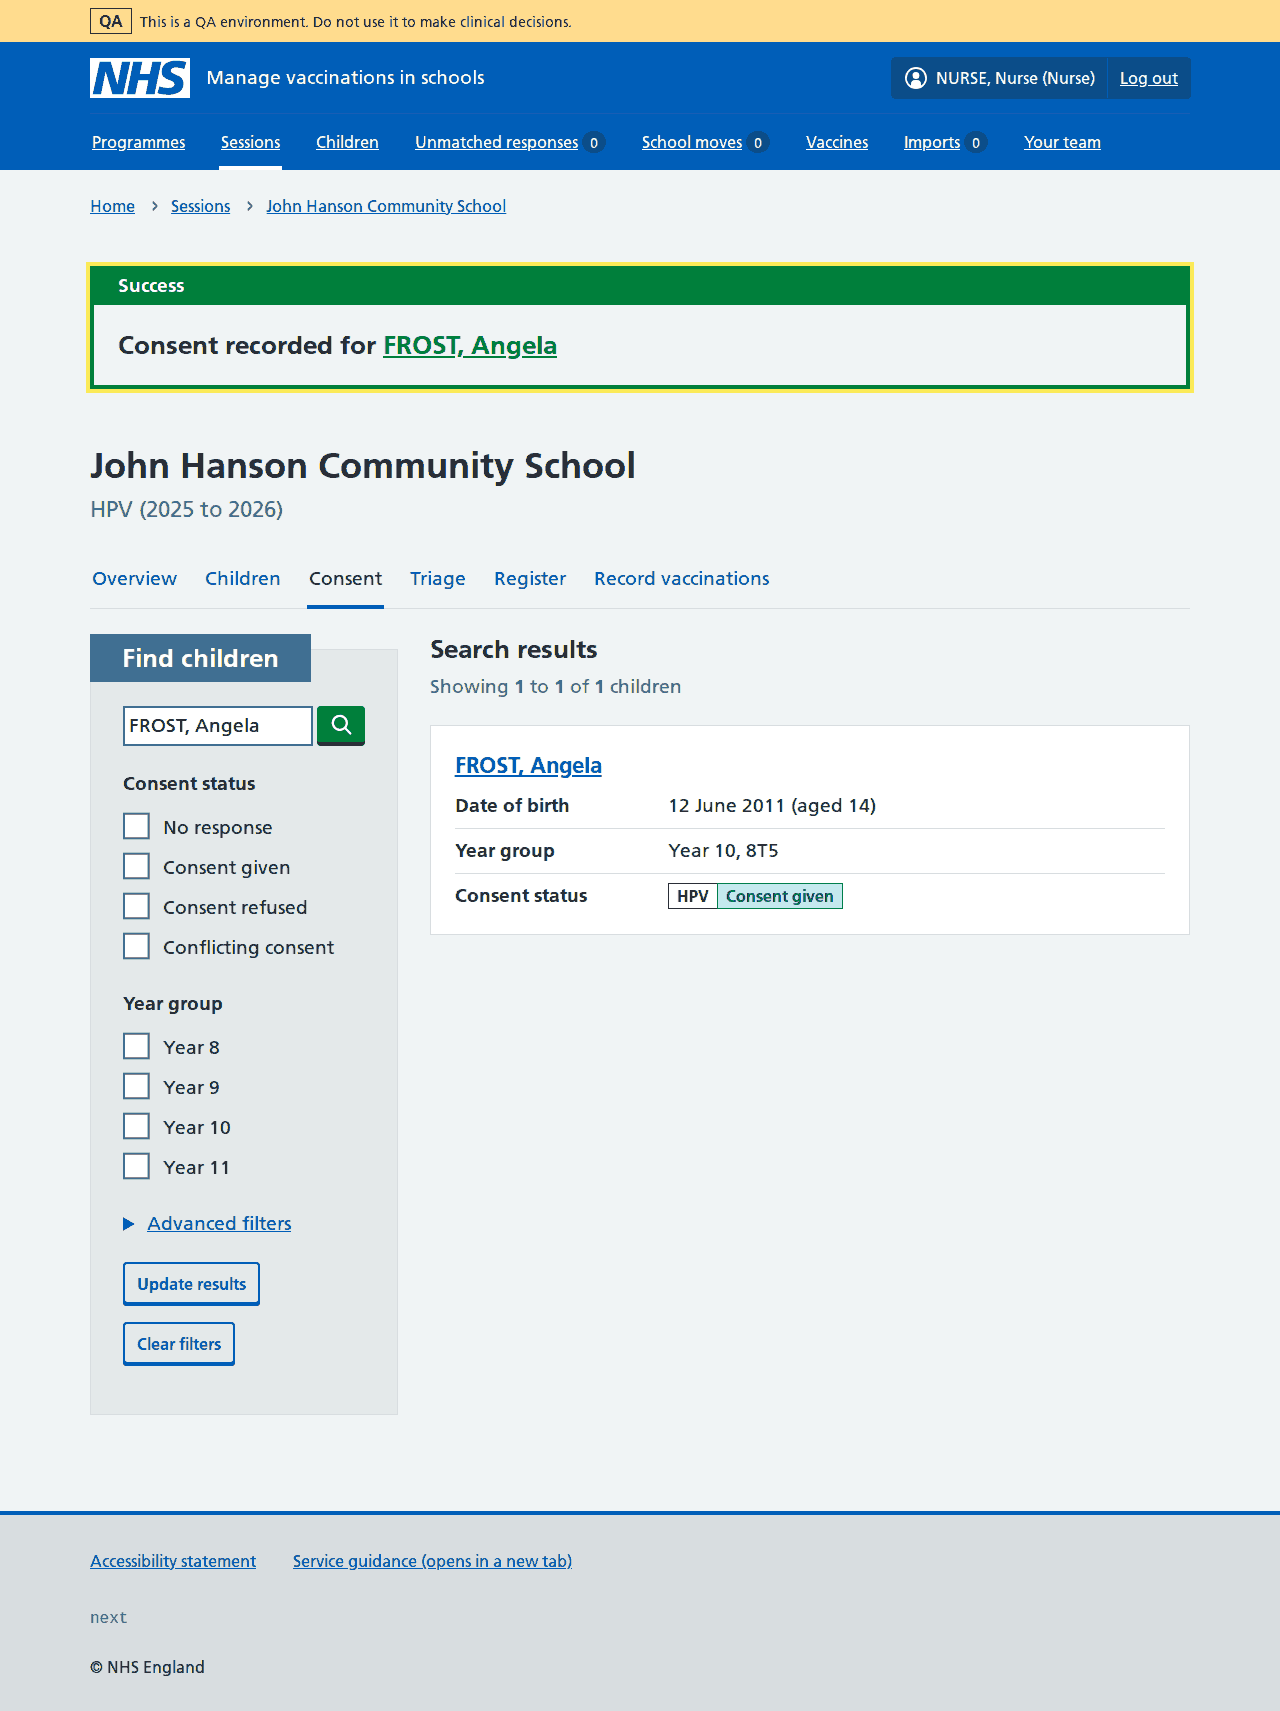 QA This is a QA environment. Do not use it to make clinical decisions.
NHS Manage vaccinations in schools
NURSE, Nurse (Nurse) Log out
Programmes Sessions Children Unmatched responses 0 School moves 0 Vaccines Imports 0 Your team
Home Sessions John Hanson Community School
Success
Consent recorded for FROST, Angela
John Hanson Community School
HPV (2025 to 2026)
Overview Children Consent Triage Register Record vaccinations
Find children
FROST, Angela
Consent status
No response
Consent given
Consent refused
Conflicting consent
Year group
Year 8
Year 9
Year 10
Year 11
Advanced filters
Update results
Clear filters
Search results
Showing 1 to 1 of 1 children
FROST, Angela
Date of birth 12 June 2011 (aged 14)
Year group Year 10, 8T5
Consent status HPV Consent given
Accessibility statement Service guidance (opens in a new tab)
next
© NHS England